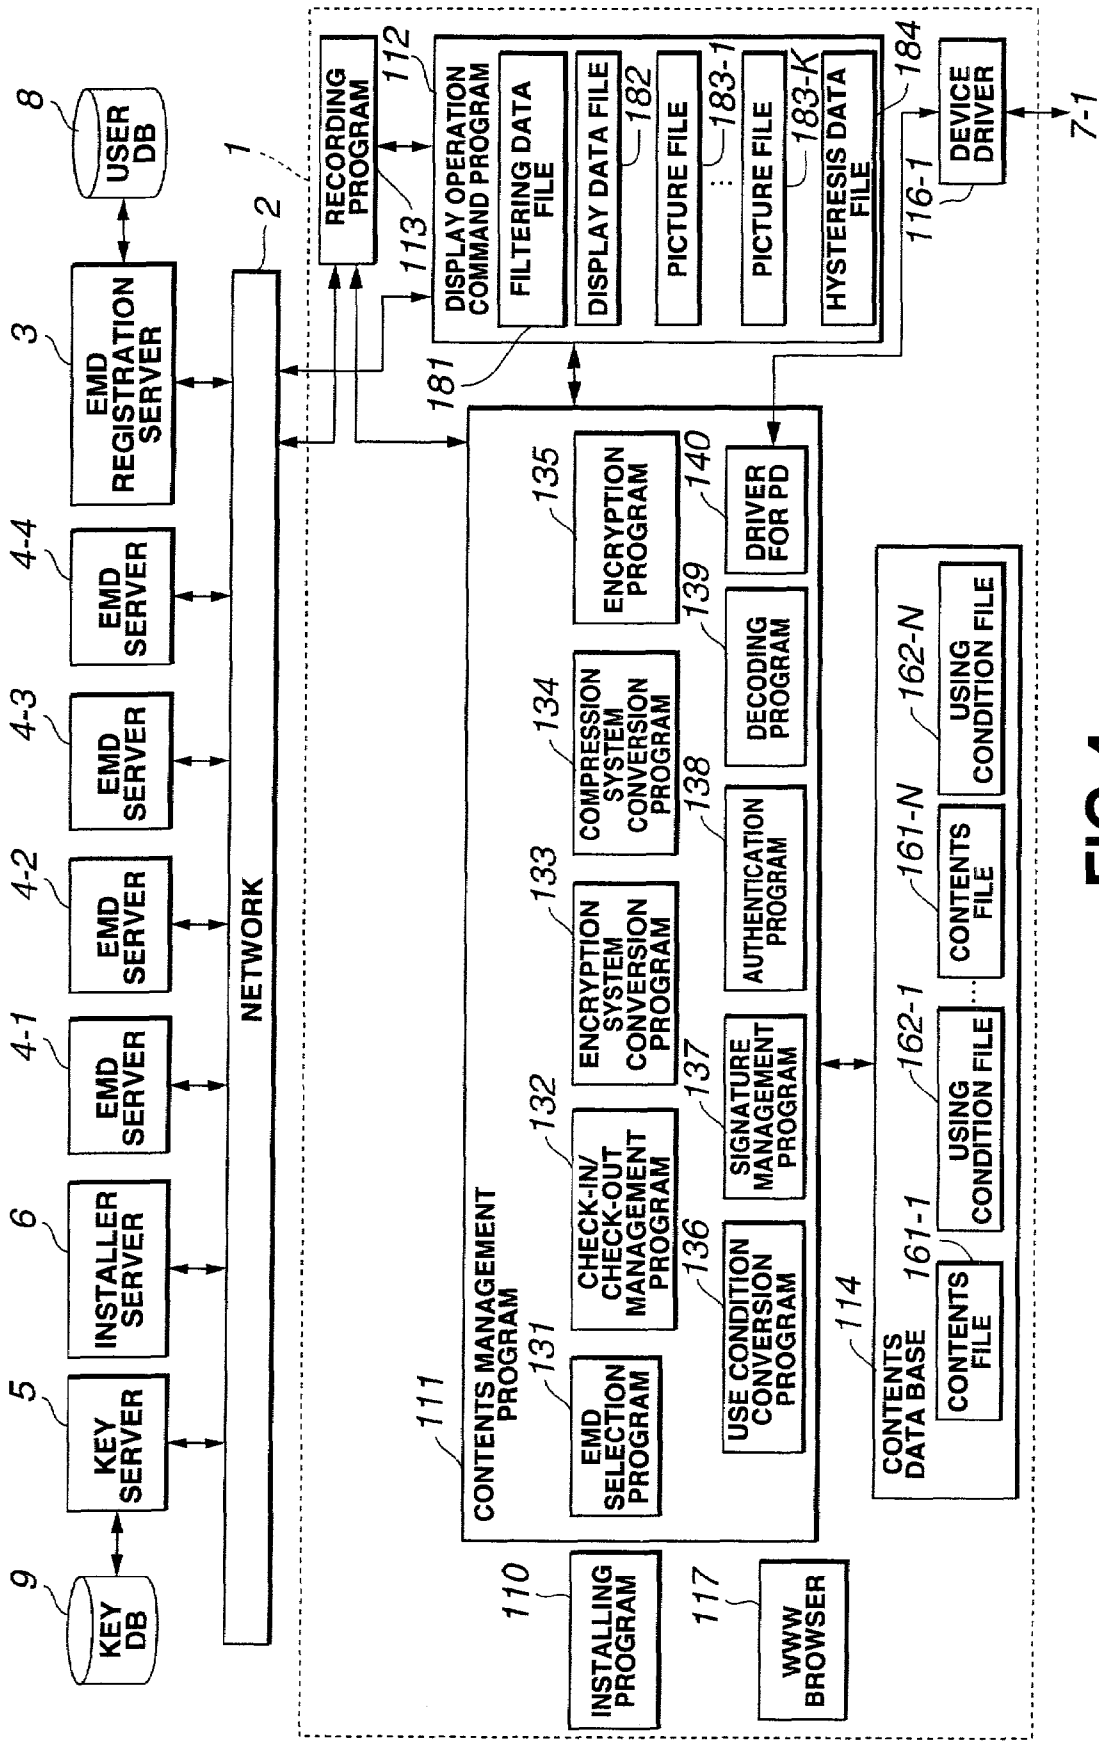 9
KEY
DB
5
KEY
SERVER
6
INSTALLER
SERVER
4-1
EMD
SERVER
4-2
EMD
SERVER
4-3
EMD
SERVER
4-4
EMD
SERVER
3
EMD
REGISTRATION
SERVER
8
USER
DB
NETWORK
2
1
110
INSTALLING
PROGRAM
117
WWW
BROWSER
111
CONTENTS MANAGEMENT
PROGRAM
131
EMD
SELECTION
PROGRAM
132
CHECK-IN/
CHECK-OUT
MANAGEMENT
PROGRAM
133
ENCRYPTION
SYSTEM
CONVERSION
PROGRAM
134
COMPRESSION
SYSTEM
CONVERSION
PROGRAM
135
ENCRYPTION
PROGRAM
136
USE CONDITION
CONVERSION
PROGRAM
137
SIGNATURE
MANAGEMENT
PROGRAM
138
AUTHENTICATION
PROGRAM
139
DECODING
PROGRAM
140
DRIVER
FOR PD
RECORDING
PROGRAM
113
112
DISPLAY OPERATION
COMMAND PROGRAM
181
FILTERING DATA
FILE
DISPLAY DATA FILE
182
PICTURE FILE
183-1
PICTURE FILE
183-K
HYSTERESIS DATA
FILE
184
114
CONTENTS
DATA BASE
161-1
CONTENTS
FILE
162-1
USING
CONDITION FILE
161-N
CONTENTS
FILE
162-N
USING
CONDITION FILE
116-1
DEVICE
DRIVER
7-1